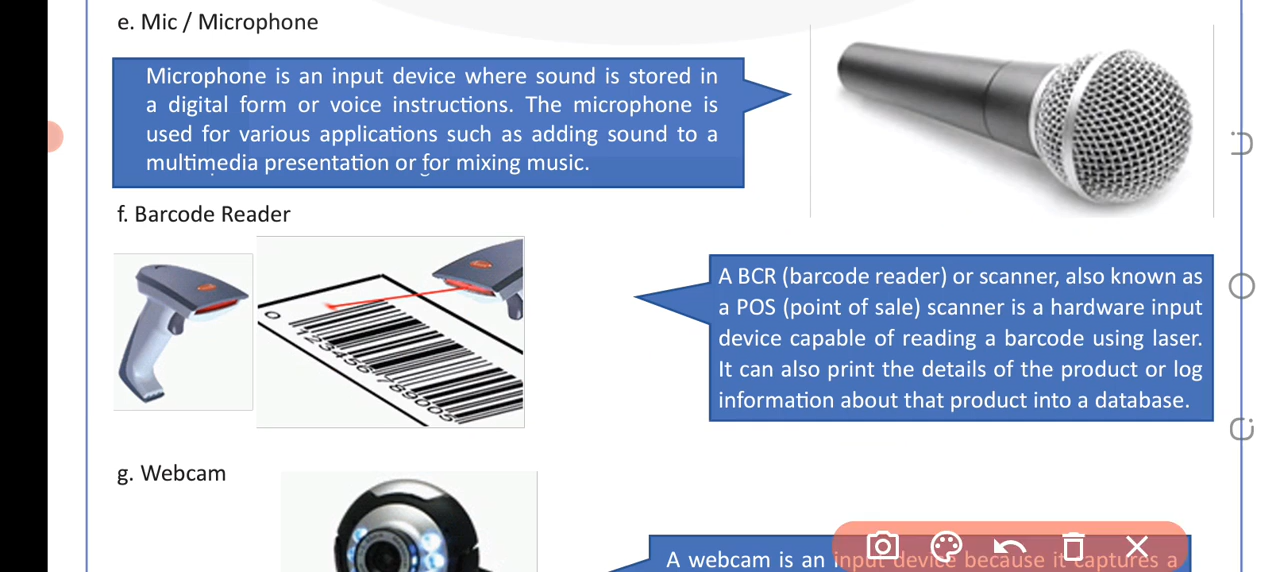 e. Mic / Microphone
Microphone is an input device where sound is stored in
a digital form or voice instructions. The microphone is
used for various applications such as adding sound to a
multimedia presentation or for mixing music.
f. Barcode Reader
A BCR (barcode reader) or scanner, also known as
a POS (point of sale) scanner is a hardware input
device capable of reading a barcode using laser.
It can also print the details of the product or log
information about that product into a database.
g. Webcam
A webcam is an input device because it captures a